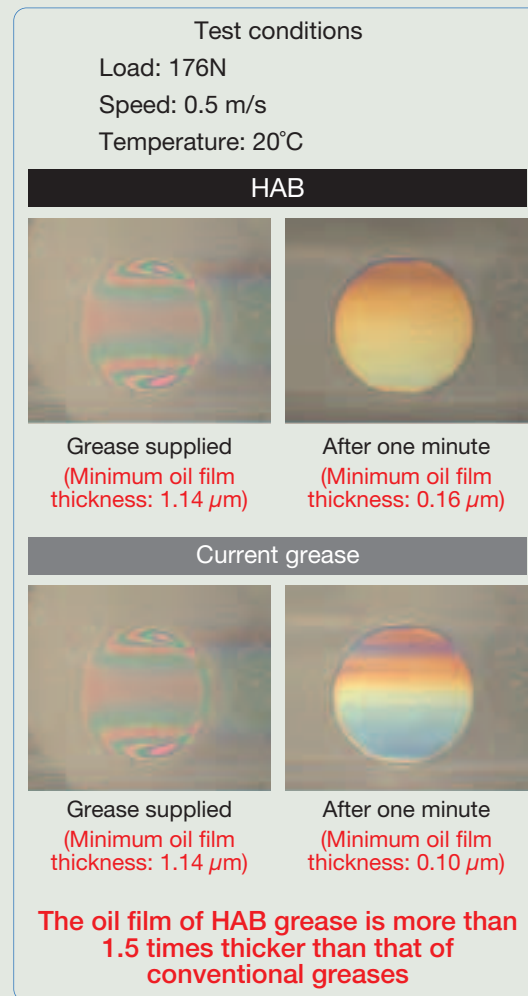 Test conditions
Load: 176N
Speed: 0.5 m/s
Temperature: 20°C
HAB
Grease supplied
(Minimum oil film
thickness: 1.14 µm)
After one minute
(Minimum oil film
thickness: 0.16 µm)
Current grease
Grease supplied
(Minimum oil film
thickness: 1.14 µm)
After one minute
(Minimum oil film
thickness: 0.10 µm)
The oil film of HAB grease is more than
1.5 times thicker than that of
conventional greases